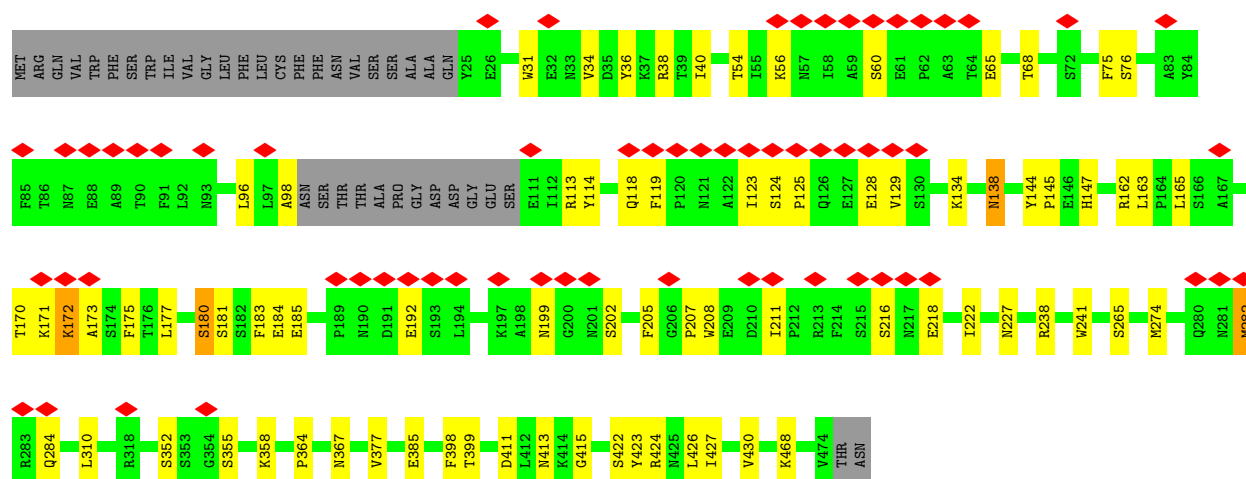 MET ARG GLN VAL TRP PHE SER TRP ILE VAL GLY LEU PHE LEU CYS PHE PHE ASN VAL SER SER ALA ALA GLN Y25 E26 W31 E32 N33 V34 D35 Y36 K37 R38 T39 I40 T54 I55 K56 N57 I58 A59 S60 E61 P62 A63 T64 E65 T68 S72 F75 S76 A83 Y84
F85 T86 N87 E88 A89 T90 F91 L92 N93 L96 L97 A98 ASN SER THR THR ALA PRO GLY ASP ASP GLY GLU SER E111 I112 R113 Y114 Q118 F119 P120 N121 A122 I123 S124 P125 Q126 E127 E128 V129 S130 K134 N138 Y144 P145 E146 H147 R162 L163 P164 L165 S166 A167
T170 K171 K172 A173 S174 F175 T176 L177 S180 S181 S182 F183 E184 E185 P189 N190 D191 E192 S193 L194 K197 A198 N199 G200 N201 S202 F205 G206 P207 W208 E209 D210 I211 P212 R213 F214 S215 S216 N217 E218 I222 N227 R238 W241 S265 M274 Q280 N281
R283 Q284 L310 R318 S352 S353 G354 S355 K358 P364 N367 V377 E385 F398 T399 D411 L412 N413 K414 G415 S422 Y423 R424 N425 L426 I427 V430 K468 V474 THR ASN